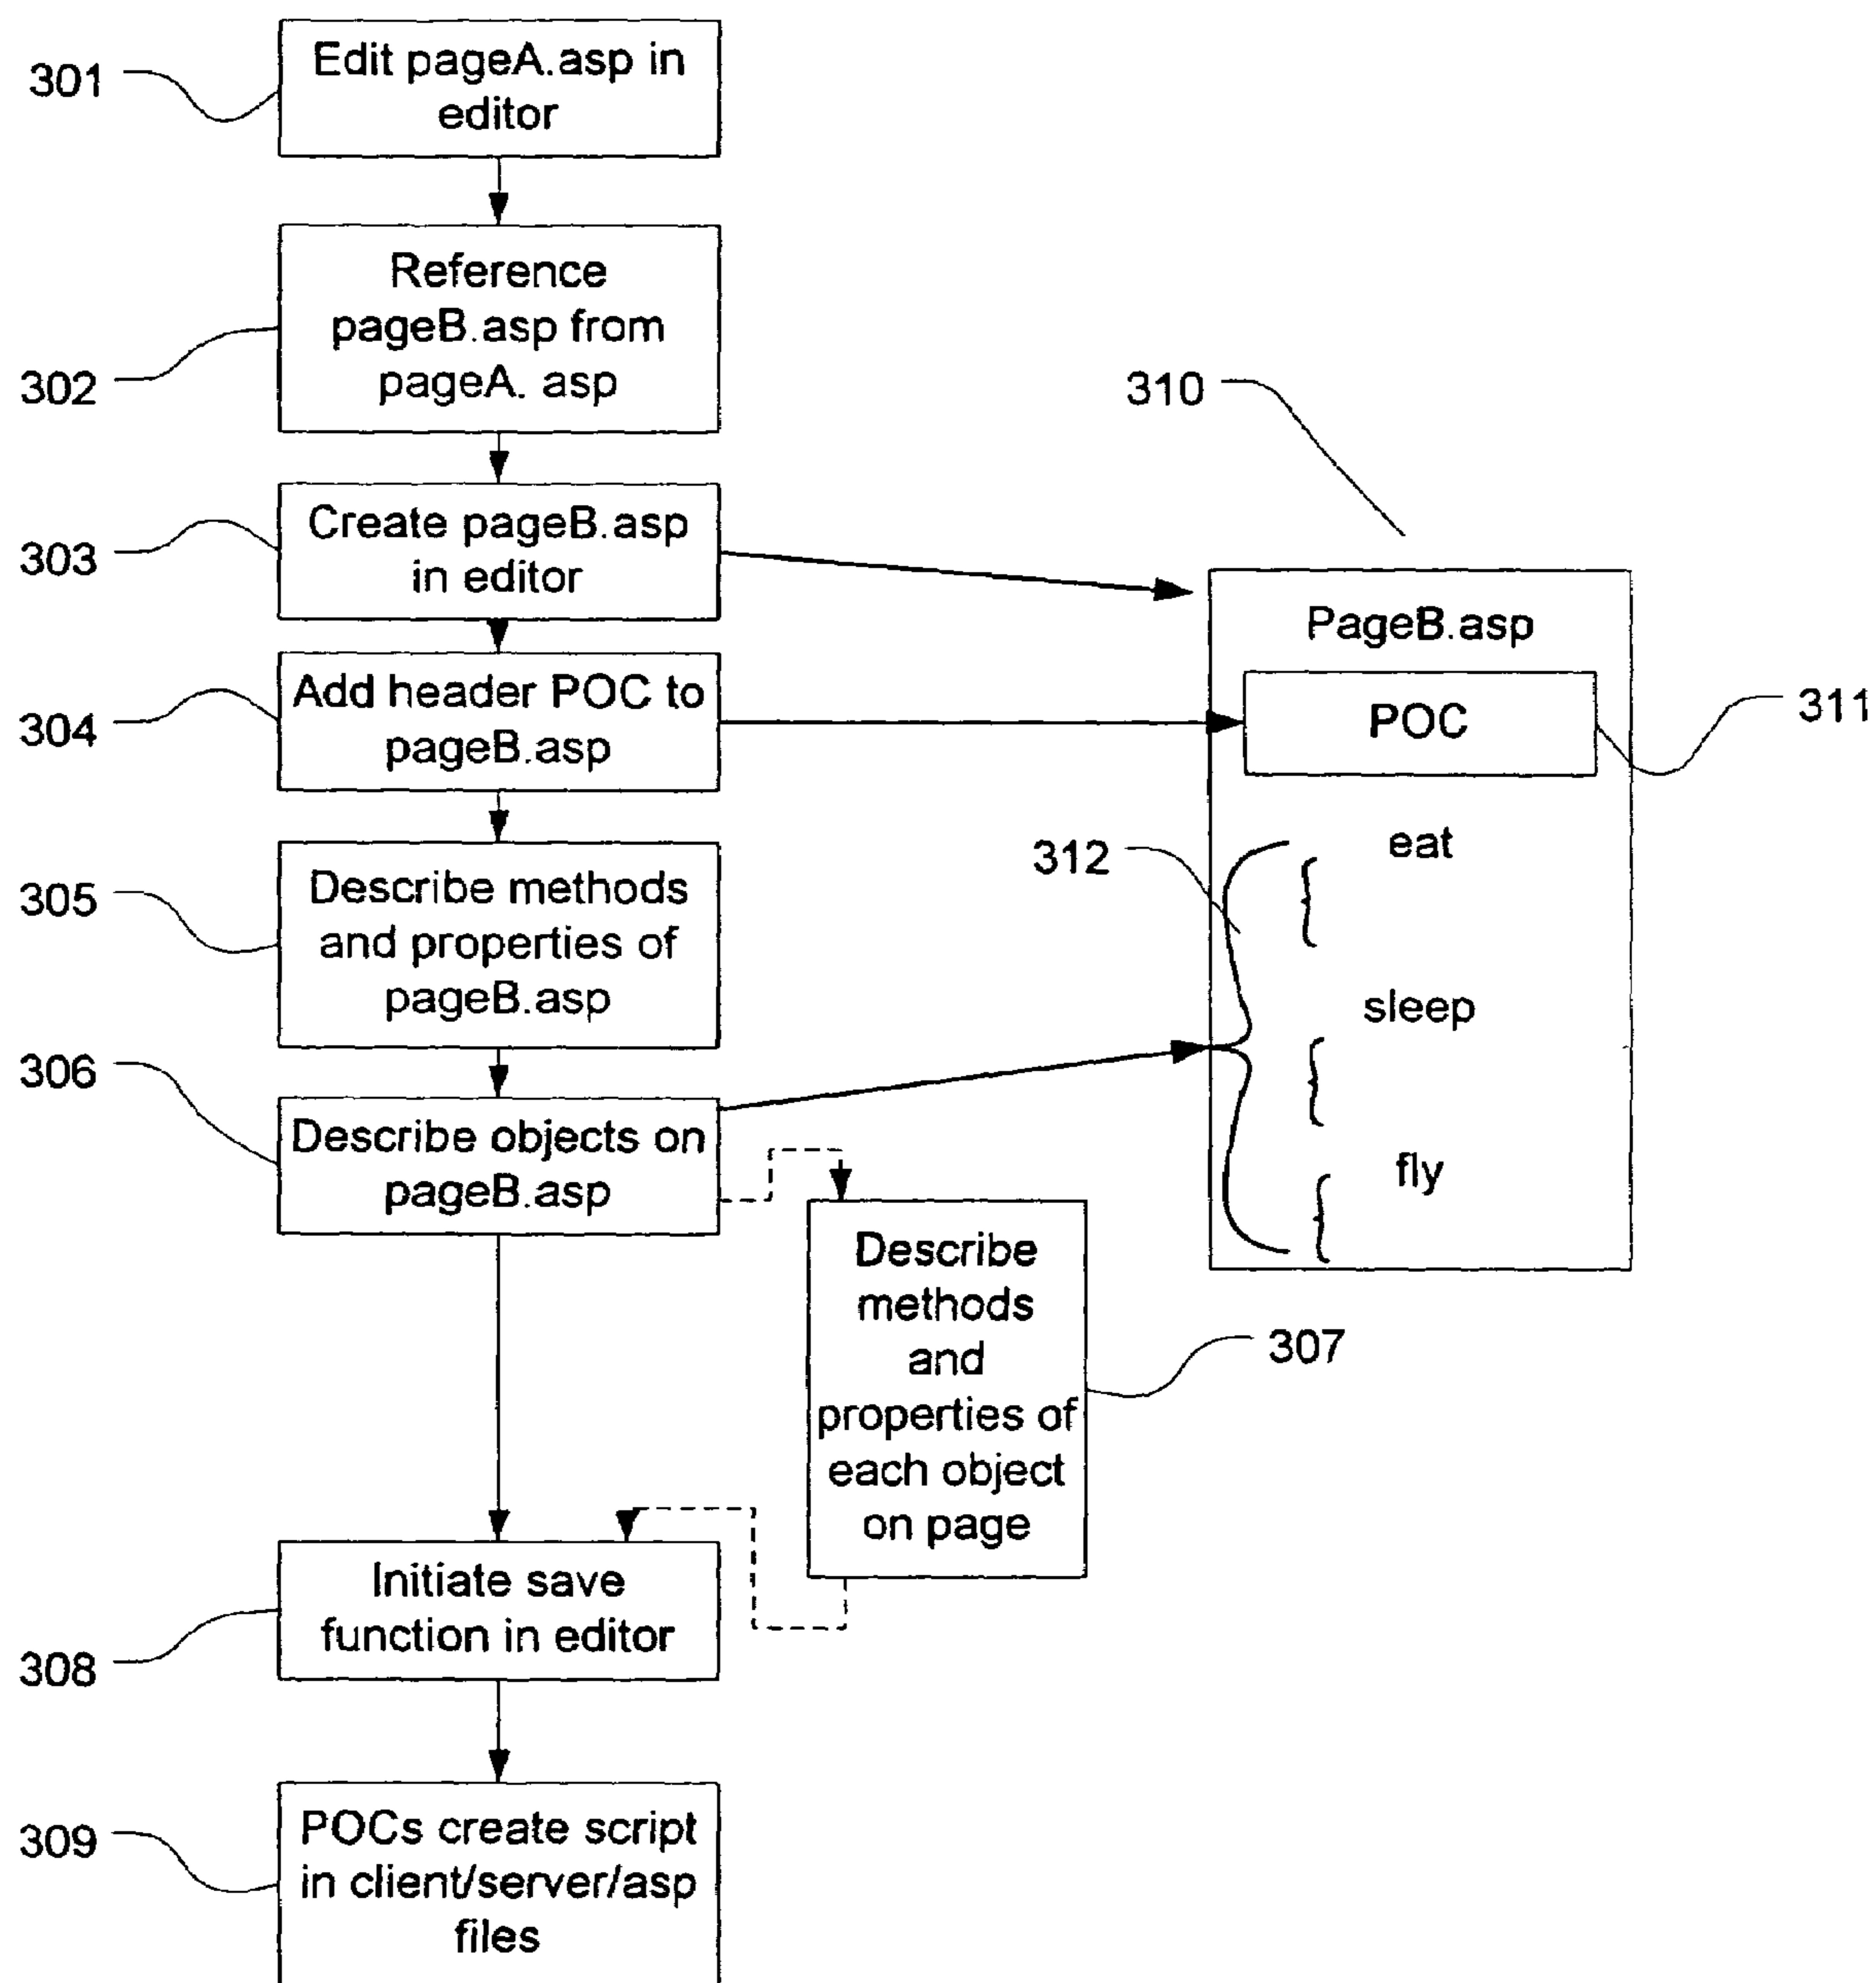 301
Edit pageA.asp in
editor
302
Reference
pageB.asp from
pageA. asp
303
Create pageB.asp
in editor
304
Add header POC to
pageB.asp
305
Describe methods
and properties of
pageB.asp
306
Describe objects on
pageB.asp
307
Describe
methods
and
properties of
each object
on page
308
Initiate save
function in editor
309
POCs create script
in client/server/asp
files
310
PageB.asp
POC
311
312
eat
{
sleep
{
fly
{